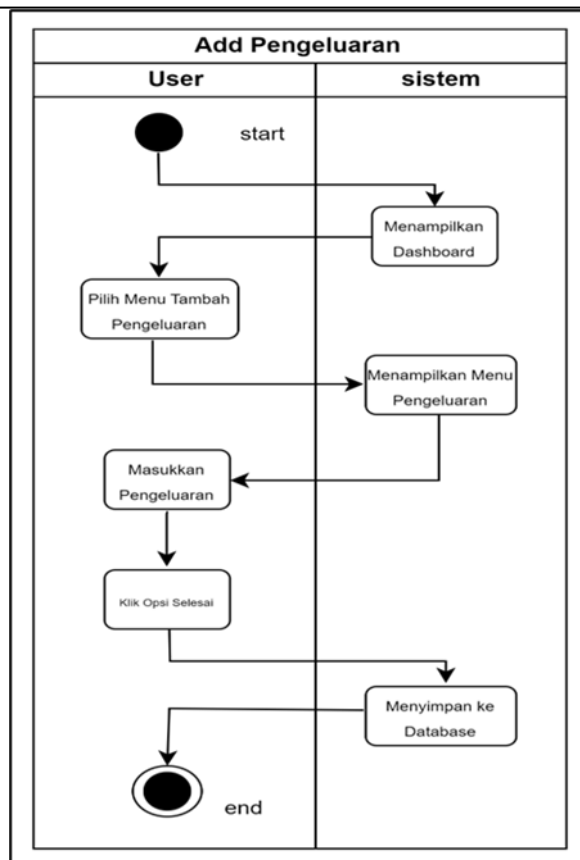 Add Pengeluaran
User
sistem
start
Menampilkan
Dashboard
Pilih Menu Tambah
Pengeluaran
Menampilkan Menu
Pengeluaran
Masukkan
Pengeluaran
Klik Opsi Selesai
Menyimpan ke
Database
end